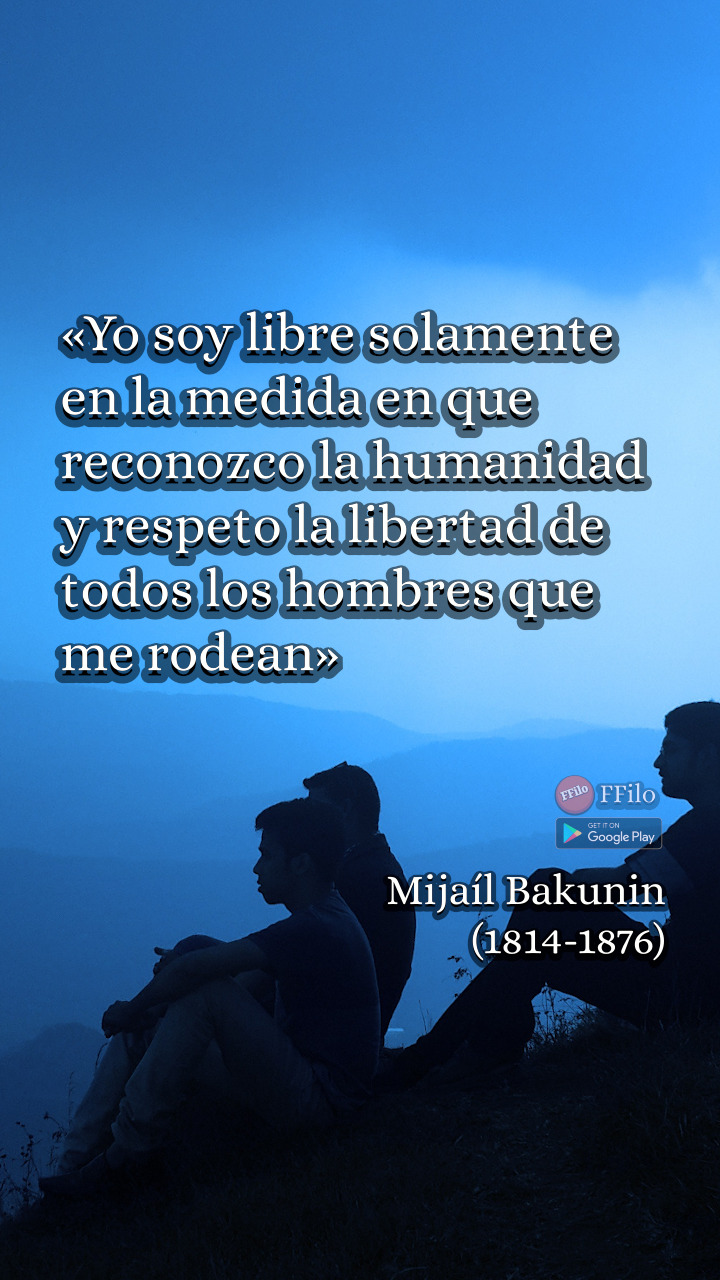 «Yo soy libre solamente
en la medida en que
reconozco la humanidad
y respeto la libertad de
todos los hombres que
me rodean»
FFilo FFilo
GET IT ON
Google Play
Mijaíl Bakunin
(1814-1876)